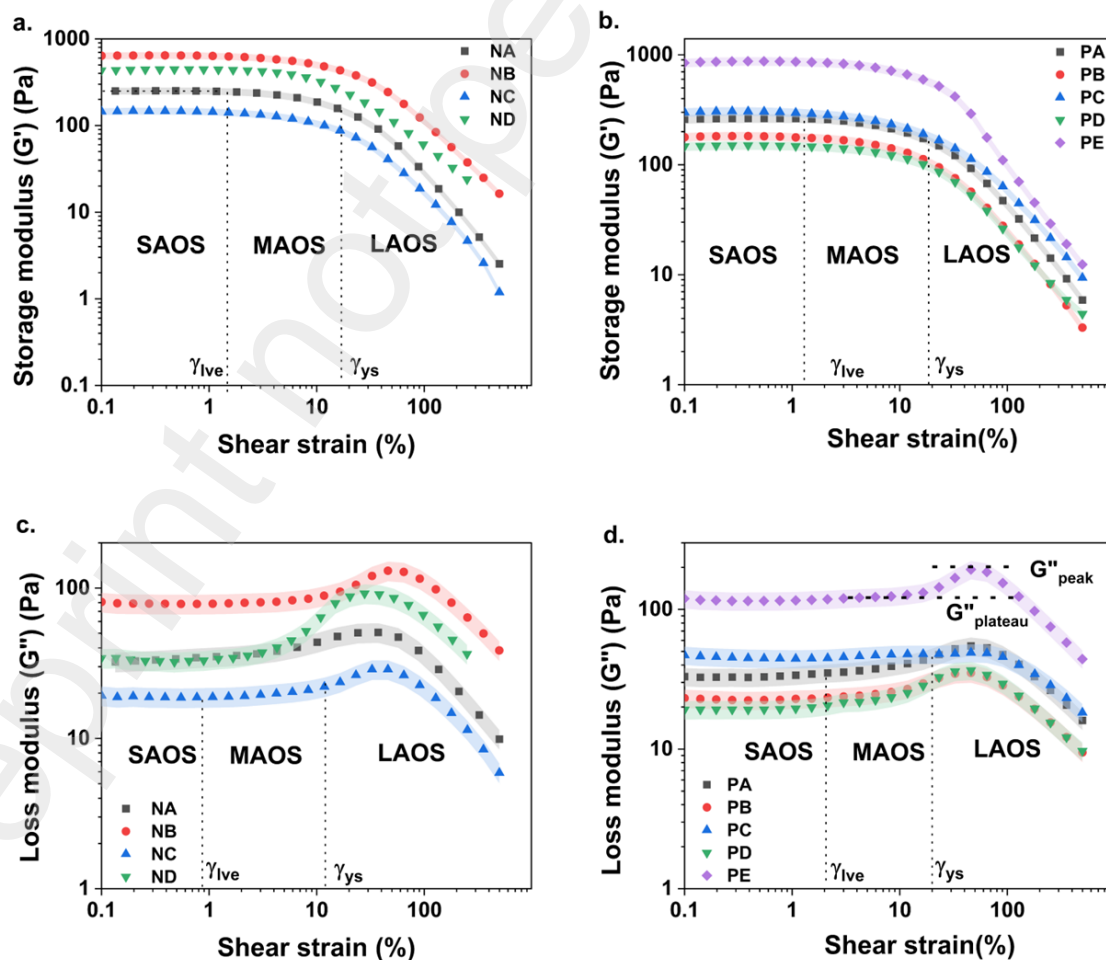 a.
Storage modulus (G') (Pa)
1000
100
10
1
0.1
NA
NB
NC
ND
SAOS MAOS LAOS
γlve γys
0.1 1 10 100
Shear strain (%)
b.
Storage modulus (G') (Pa)
1000
100
10
1
PA
PB
PC
PD
PE
SAOS MAOS LAOS
γlve γys
0.1 1 10 100
Shear strain(%)
c.
Loss modulus (G'') (Pa)
100
10
1
SAOS MAOS LAOS
NA
NB
NC
ND
γlve γys
0.1 1 10 100
Shear strain (%)
d.
Loss modulus (G'') (Pa)
100
10
1
G''peak
G''plateau
SAOS MAOS LAOS
PA
PB
PC
PD
PE
γlve γys
0.1 1 10 100
Shear strain(%)
eprint not pe